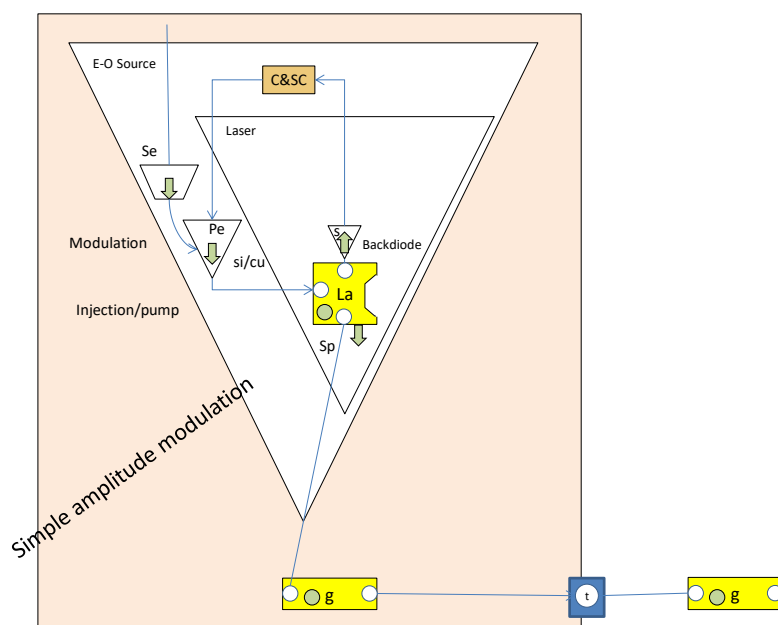 E-O Source
C&SC
Laser
Se
Pe
s
Backdiode
Modulation
si/cu
La
Injection/pump
Sp
Simple amplitude modulation
g
t
g